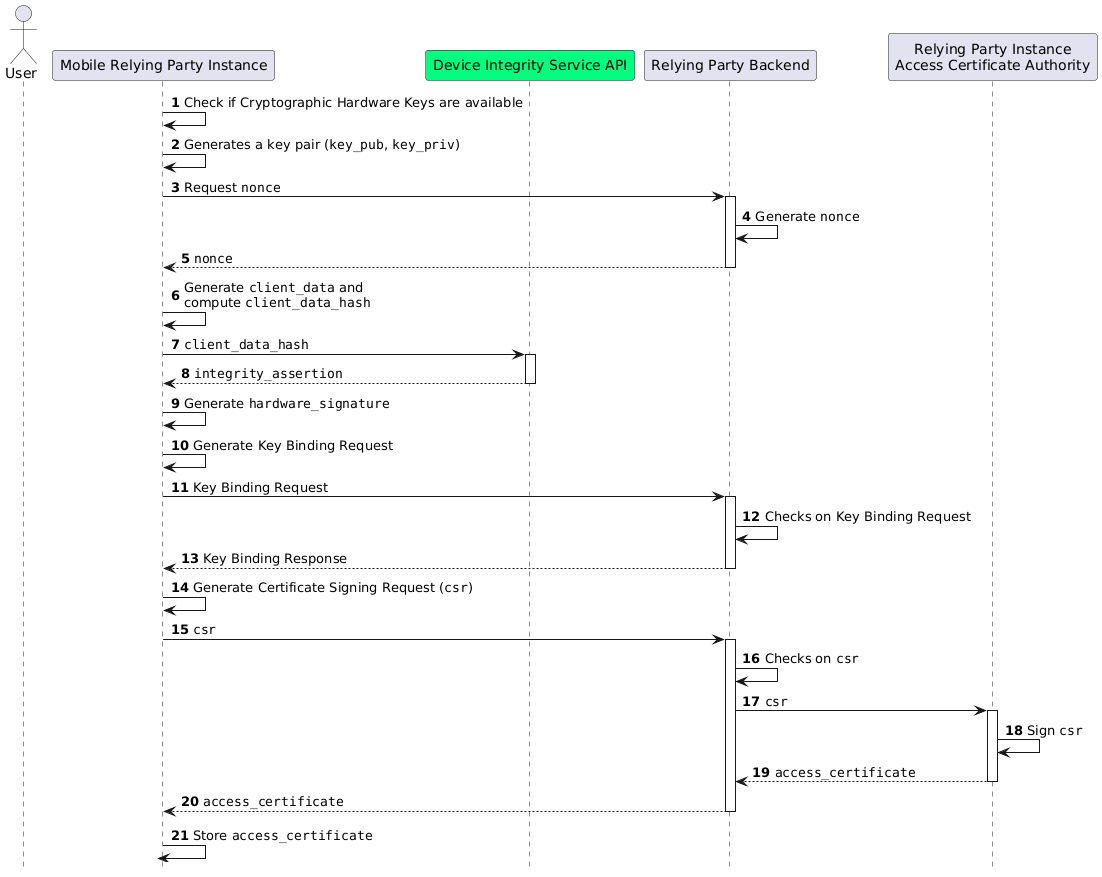 User
Mobile Relying Party Instance
Device Integrity Service API
Relying Party Backend
Relying Party Instance
Access Certificate Authority
1 Check if Cryptographic Hardware Keys are available
2 Generates a key pair (key_pub, key_priv)
3 Request nonce
4 Generate nonce
5 nonce
6 Generate client_data and
compute client_data_hash
7 client_data_hash
8 integrity_assertion
9 Generate hardware_signature
10 Generate Key Binding Request
11 Key Binding Request
12 Checks on Key Binding Request
13 Key Binding Response
14 Generate Certificate Signing Request (csr)
15 csr
16 Checks on csr
17 csr
18 Sign csr
19 access_certificate
20 access_certificate
21 Store access_certificate